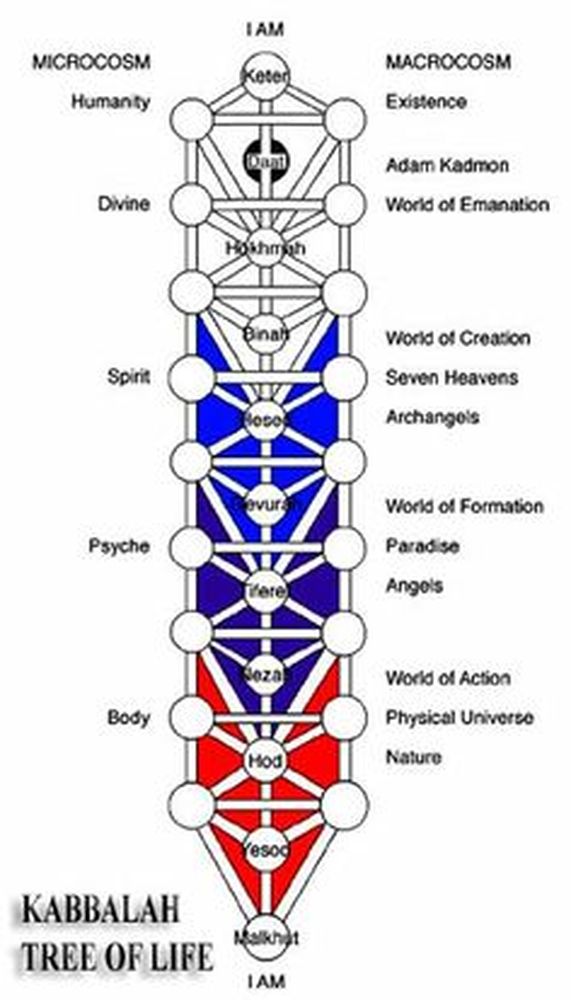 I AM
MICROCOSM
MACROCOSM
Keter
Humanity
Existence
Daat
Adam Kadmon
Divine
World of Emanation
Hokhmah
Binah
World of Creation
Spirit
Seven Heavens
Hesed
Archangels
Gevurah
World of Formation
Psyche
Paradise
Tiferet
Angels
Nezah
World of Action
Body
Physical Universe
Hod
Nature
Yesod
KABBALAH
TREE OF LIFE
Malkhut
I AM